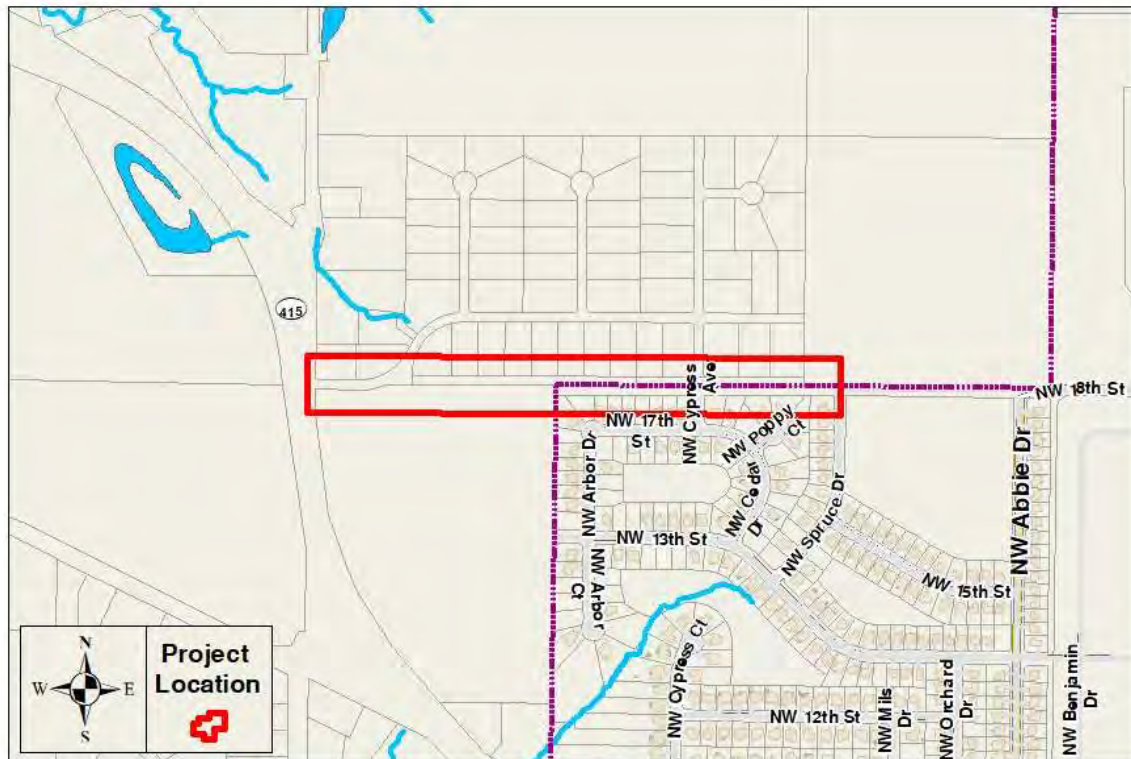 415
NW Cypress
Ave
NW 18th St
NW 17th
St
NW Poppy
Ct
NW Arbor Dr
NW Cedar
Dr
NW Spruce Dr
NW Abbie Dr
NW 13th St
NW Arbor
Ct
NW 15th St
NW Cypress Ct
NW 12th St
NW Mils
Dr
NW Orchard
Dr
NW Benjamin
Dr
N
W
E
S
Project
Location